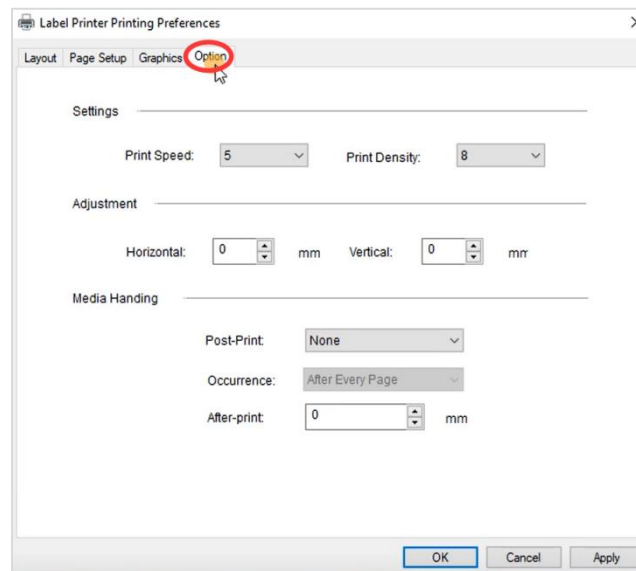 Label Printer Printing Preferences
Layout Page Setup Graphics Option
Settings
Print Speed: 5 Print Density: 8
Adjustment
Horizontal: 0 mm Vertical: 0 mm
Media Handing
Post-Print: None
Occurrence: After Every Page
After-print: 0 mm
OK Cancel Apply